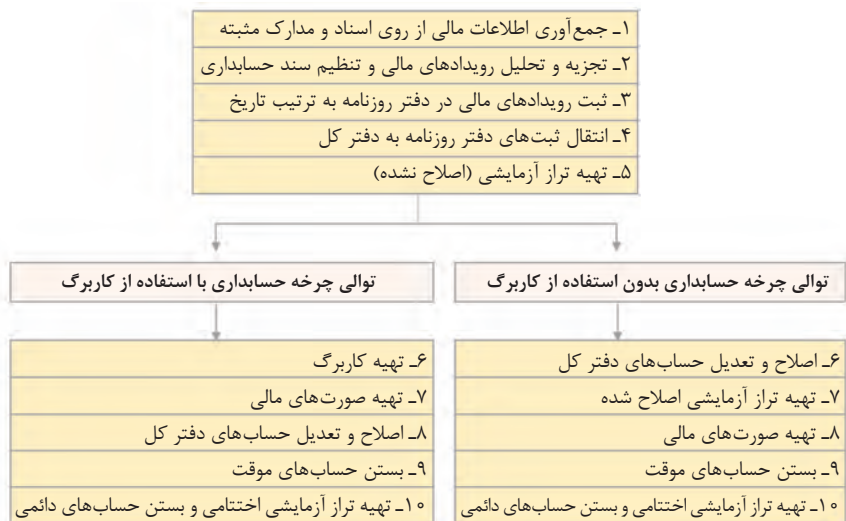 ۱ـ جمع‌آوری اطلاعات مالی از روی اسناد و مدارک مثبته
۲ـ تجزیه و تحلیل رویدادهای مالی و تنظیم سند حسابداری
۳ـ ثبت رویدادهای مالی در دفتر روزنامه به ترتیب تاریخ
۴ـ انتقال ثبت‌های دفتر روزنامه به دفتر کل
۵ـ تهیه تراز آزمایشی (اصلاح نشده)
توالی چرخه حسابداری بدون استفاده از کاربرگ
۶ـ اصلاح و تعدیل حساب‌های دفتر کل
۷ـ تهیه تراز آزمایشی اصلاح شده
۸ـ تهیه صورت‌های مالی
۹ـ بستن حساب‌های موقت
۱۰ـ تهیه تراز آزمایشی اختتامی و بستن حساب‌های دائمی
توالی چرخه حسابداری با استفاده از کاربرگ
۶ـ تهیه کاربرگ
۷ـ تهیه صورت‌های مالی
۸ـ اصلاح و تعدیل حساب‌های دفتر کل
۹ـ بستن حساب‌های موقت
۱۰ـ تهیه تراز آزمایشی اختتامی و بستن حساب‌های دائمی